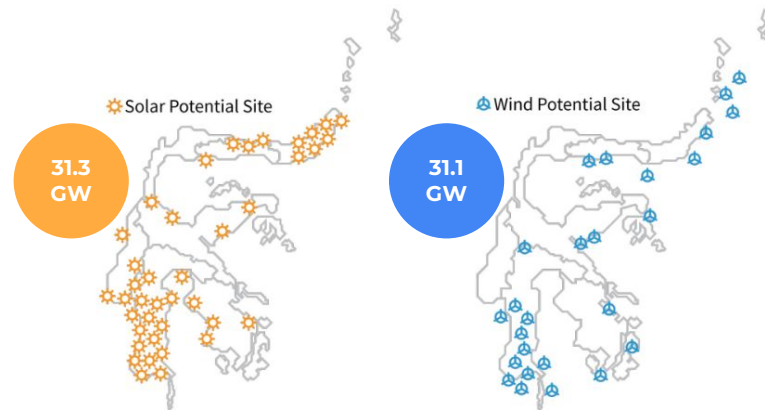 Solar Potential Site
Wind Potential Site
31.3
GW
31.1
GW